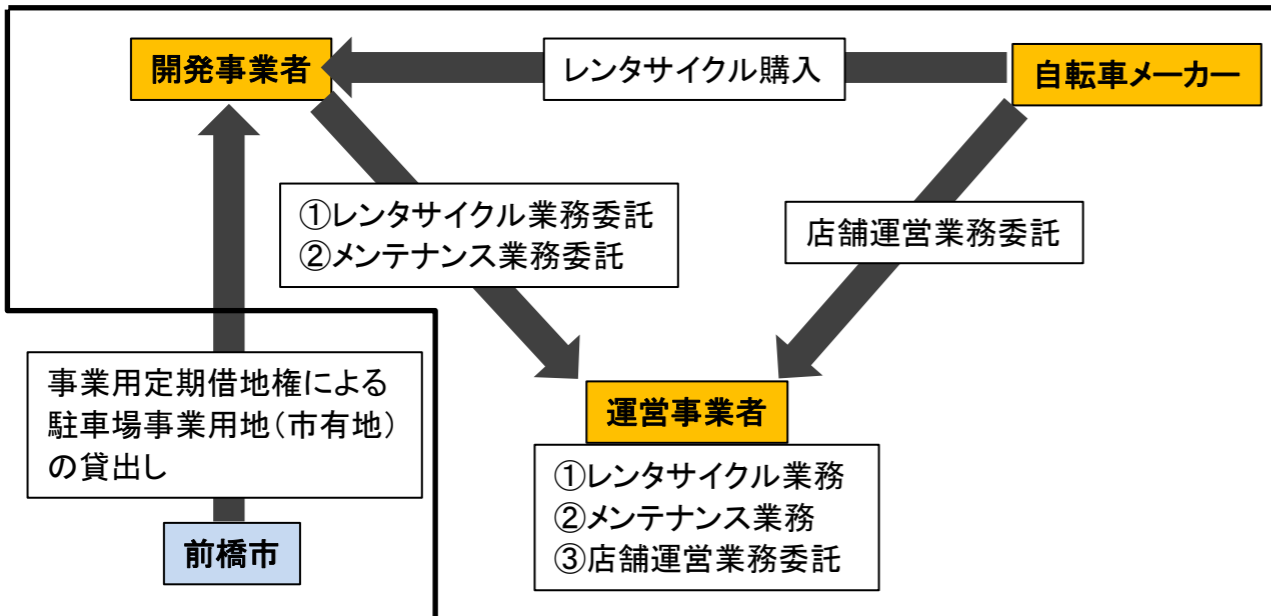 開発事業者
レンタサイクル購入
自転車メーカー
①レンタサイクル業務委託
②メンテナンス業務委託
店舗運営業務委託
事業用定期借地権による
駐車場事業用地(市有地)
の貸出し
運営事業者
①レンタサイクル業務
②メンテナンス業務
③店舗運営業務委託
前橋市